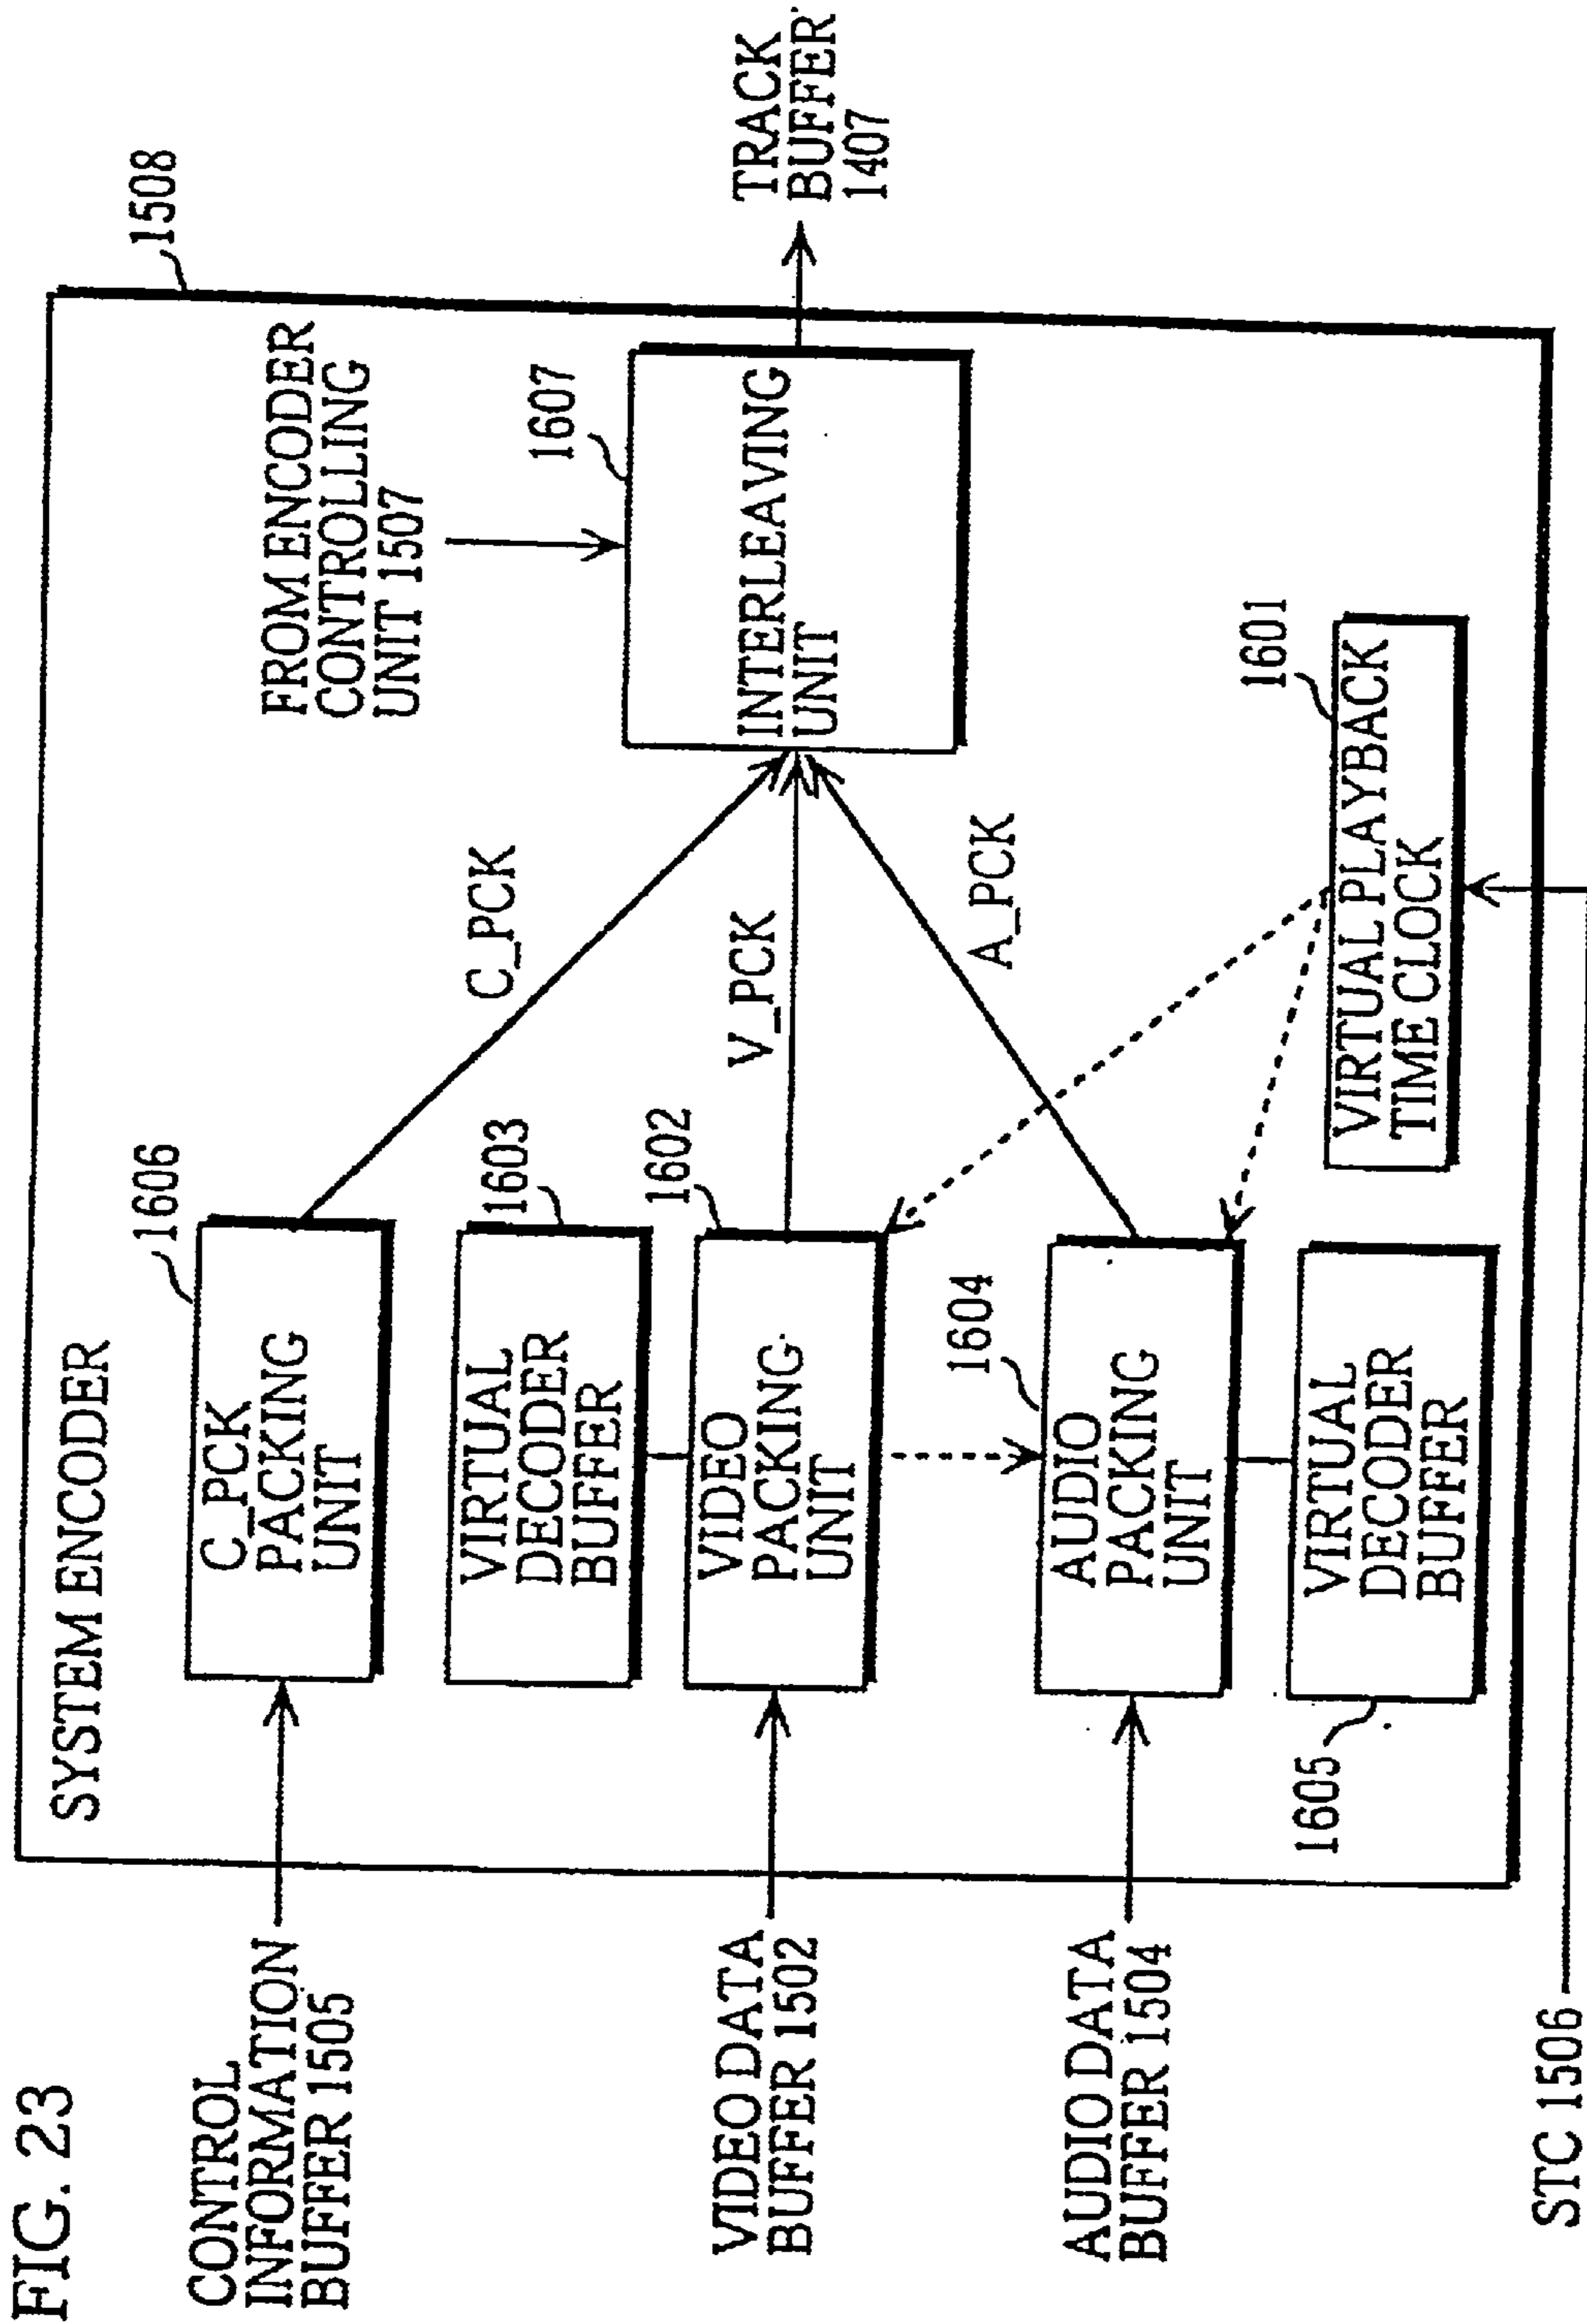 FIG. 23
SYSTEM ENCODER
1508
CONTROL
INFORMATION
BUFFER 1505
C_PCK
PACKING
UNIT
1606
C_PCK
FROM ENCODER
CONTROLLING
UNIT 1507
VIRTUAL
DECODER
BUFFER
1603
VIDEO DATA
BUFFER 1502
VIDEO
PACKING
UNIT
1602
V_PCK
INTERLEAVING
UNIT
1607
TRACK
BUFFER
1407
AUDIO DATA
BUFFER 1504
AUDIO
PACKING
UNIT
1604
A_PCK
VIRTUAL
DECODER
BUFFER
1605
VIRTUAL PLAYBACK
TIME CLOCK
1601
STC 1506